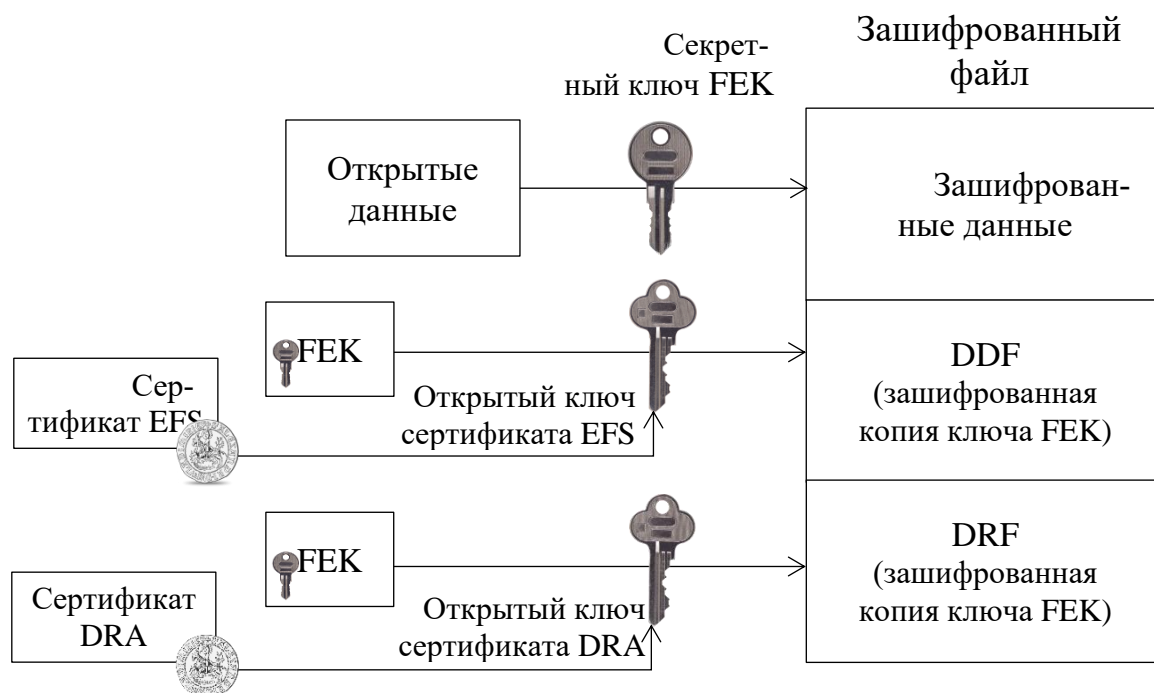 Секрет-
ный ключ FEK
Зашифрованный
файл
Открытые
данные
Зашифрован-
ные данные
FEK
DDF
(зашифрованная
копия ключа FEK)
Сер-
тификат EFS
Открытый ключ
сертификата EFS
FEK
DRF
(зашифрованная
копия ключа FEK)
Сертификат
DRA
Открытый ключ
сертификата DRA